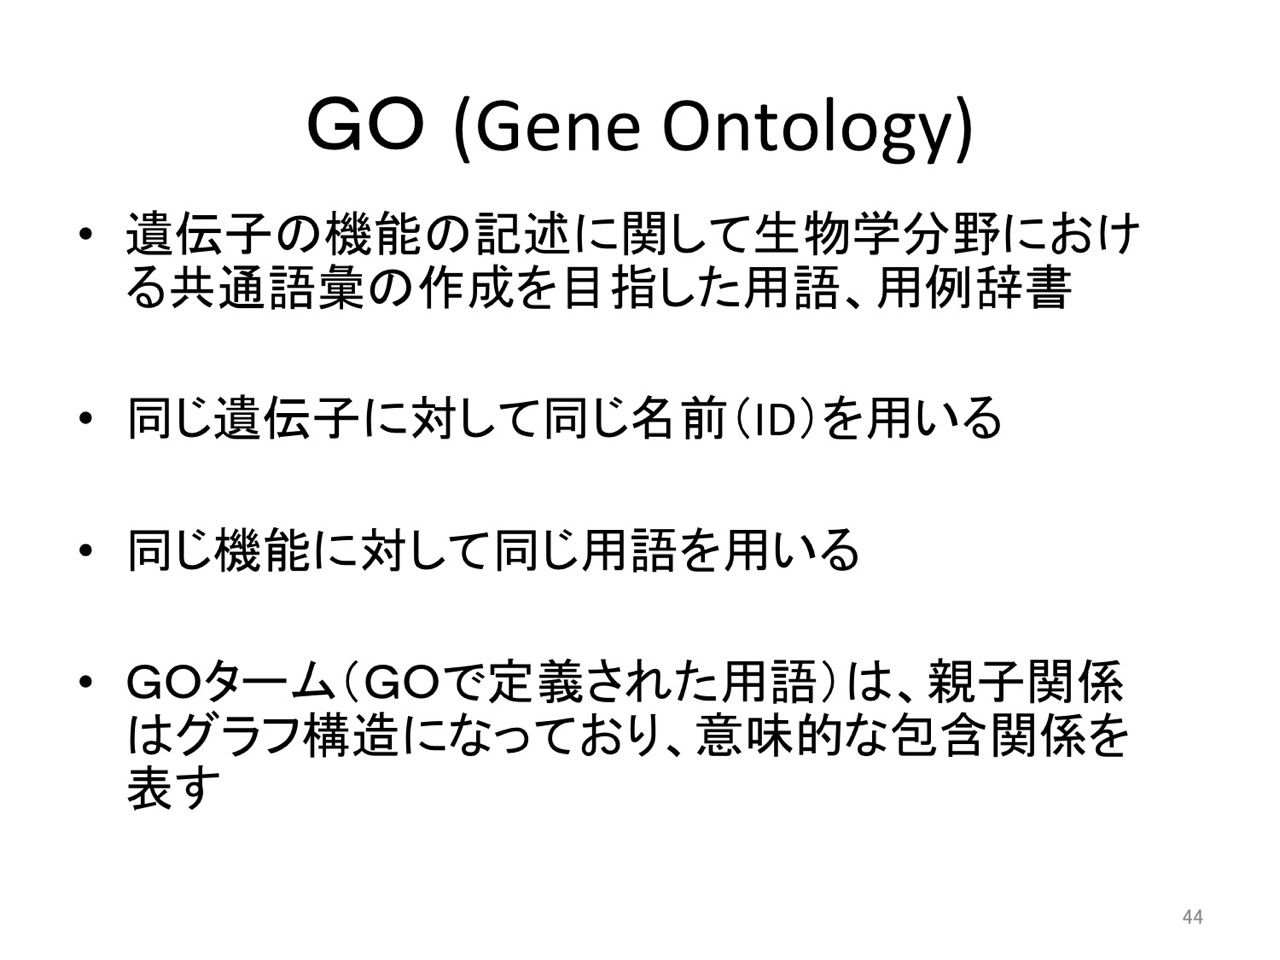 ＧＯ (Gene Ontology)
• 遺伝子の機能の記述に関して生物学分野におけ
る共通語彙の作成を目指した用語、用例辞書
• 同じ遺伝子に対して同じ名前（ID）を用いる
• 同じ機能に対して同じ用語を用いる
• ＧＯターム（ＧＯで定義された用語）は、親子関係
はグラフ構造になっており、意味的な包含関係を
表す
44